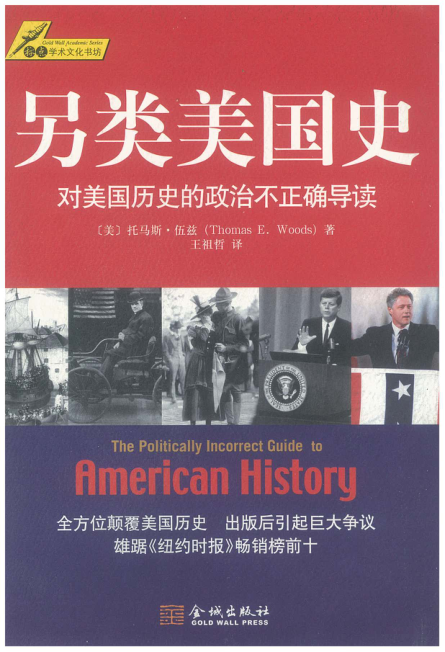 Gold Wall Academic Series
学术文化书坊
另类美国史
对美国历史的政治不正确导读
〔美〕托马斯·伍兹 (Thomas E. Woods) 著
王祖哲 译
The Politically Incorrect Guide to
American History
全方位颠覆美国历史 出版后引起巨大争议
雄踞《纽约时报》畅销榜前十
金城出版社
GOLD WALL PRESS